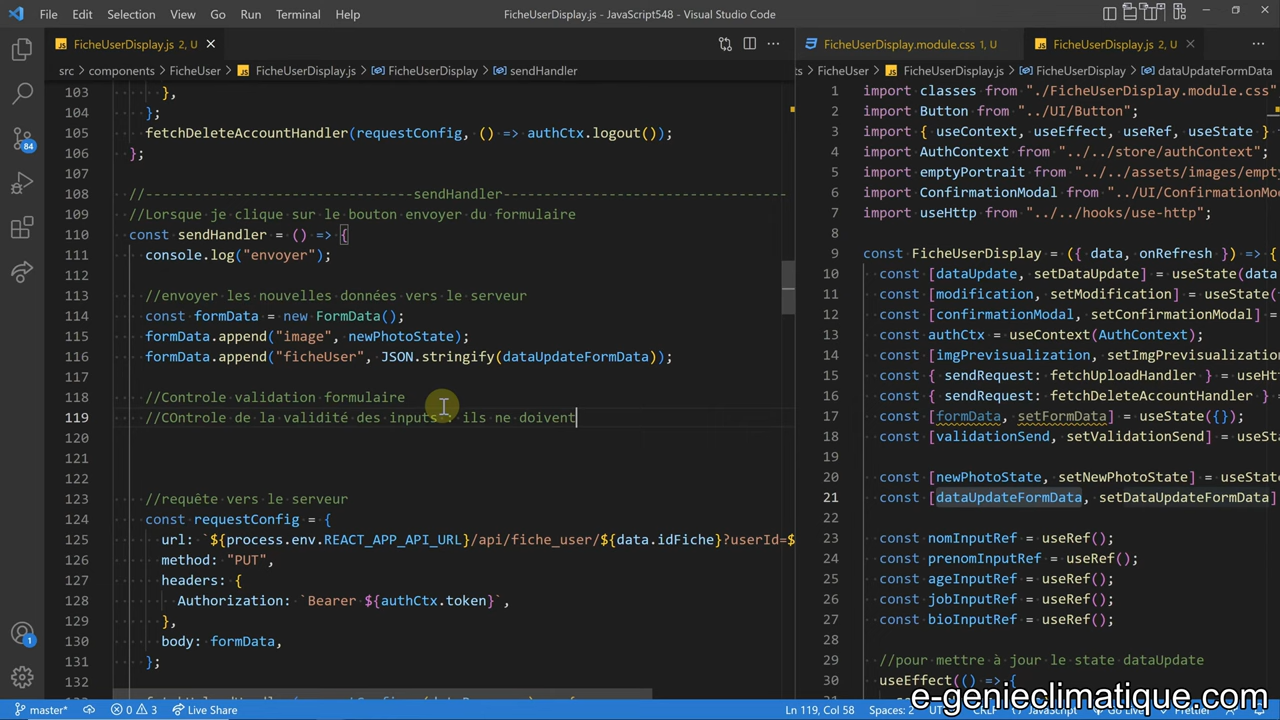 File Edit Selection View Go Run Terminal Help FicheUserDisplay.js - JavaScript548 - Visual Studio Code
JS FicheUserDisplay.js 2, U
src > components > FicheUser > JS FicheUserDisplay.js > FicheUserDisplay > sendHandler
103 },
104 };
105 fetchDeleteAccountHandler(requestConfig, () => authCtx.logout());
106 };
107
108 //---------------------------------sendHandler-----------------------------------
109 //Lorsque je clique sur le bouton envoyer du formulaire
110 const sendHandler = () => {
111 console.log("envoyer");
112
113 //envoyer les nouvelles données vers le serveur
114 const formData = new FormData();
115 formData.append("image", newPhotoState);
116 formData.append("ficheUser", JSON.stringify(dataUpdateFormData));
117
118 //Controle validation formulaire
119 //COntrole de la validité des inputs : ils ne doivent
120
121
122
123 //requête vers le serveur
124 const requestConfig = {
125 url: `${process.env.REACT_APP_API_URL}/api/fiche_user/${data.idFiche}?userId=$
126 method: "PUT",
127 headers: {
128 Authorization: `Bearer ${authCtx.token}`,
129 },
130 body: formData,
131 };
132
FicheUserDisplay.module.css 1, U JS FicheUserDisplay.js 2, U
ts > FicheUser > JS FicheUserDisplay.js > FicheUserDisplay > dataUpdateFormData
1 import classes from "./FicheUserDisplay.module.css"
2 import Button from "../UI/Button";
3 import { useContext, useEffect, useRef, useState }
4 import AuthContext from "../../store/authContext";
5 import emptyPortrait from "../../assets/images/empt
6 import ConfirmationModal from "../UI/ConfirmationMo
7 import useHttp from "../../hooks/use-http";
8
9 const FicheUserDisplay = ({ data, onRefresh }) => {
10 const [dataUpdate, setDataUpdate] = useState(data
11 const [modification, setModification] = useState(
12 const [confirmationModal, setConfirmationModal] =
13 const authCtx = useContext(AuthContext);
14 const [imgPrevisualization, setImgPrevisualizatio
15 const { sendRequest: fetchUploadHandler } = useHt
16 const { sendRequest: fetchDeleteAccountHandler }
17 const [formData, setFormData] = useState({});
18 const [validationSend, setValidationSend] = useSt
19
20 const [newPhotoState, setNewPhotoState] = useStat
21 const [dataUpdateFormData, setDataUpdateFormData]
22
23 const nomInputRef = useRef();
24 const prenomInputRef = useRef();
25 const ageInputRef = useRef();
26 const jobInputRef = useRef();
27 const bioInputRef = useRef();
28
29 //pour mettre à jour le state dataUpdate
30 useEffect(() => {
84
1
master* 0 3 Live Share Ln 119, Col 58 Spaces: 2
e-genieclimatique.com